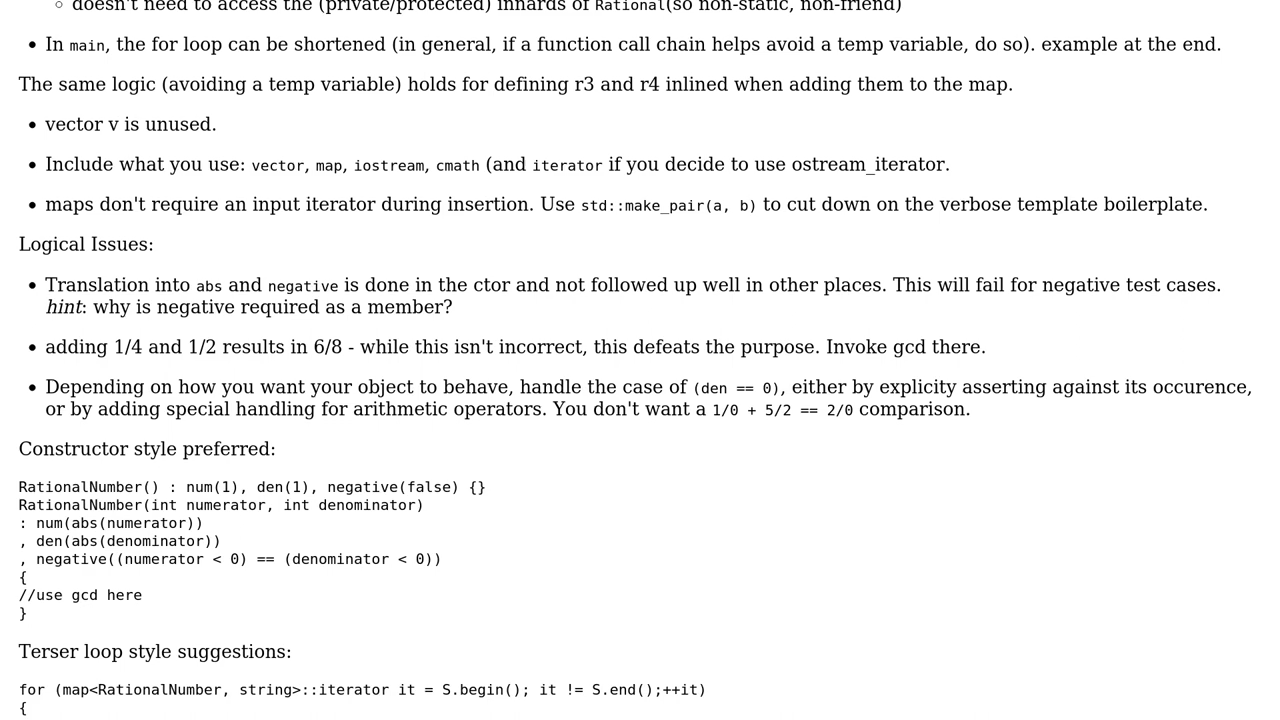 doesn't need to access the (private/protected) innards of Rational(so non-static, non-friend)
In main, the for loop can be shortened (in general, if a function call chain helps avoid a temp variable, do so). example at the end.
The same logic (avoiding a temp variable) holds for defining r3 and r4 inlined when adding them to the map.
vector v is unused.
Include what you use: vector, map, iostream, cmath (and iterator if you decide to use ostream_iterator.
maps don't require an input iterator during insertion. Use std::make_pair(a, b) to cut down on the verbose template boilerplate.
Logical Issues:
Translation into abs and negative is done in the ctor and not followed up well in other places. This will fail for negative test cases.
hint: why is negative required as a member?
adding 1/4 and 1/2 results in 6/8 - while this isn't incorrect, this defeats the purpose. Invoke gcd there.
Depending on how you want your object to behave, handle the case of (den == 0), either by explicity asserting against its occurence,
or by adding special handling for arithmetic operators. You don't want a 1/0 + 5/2 == 2/0 comparison.
Constructor style preferred:
RationalNumber() : num(1), den(1), negative(false) {}
RationalNumber(int numerator, int denominator)
: num(abs(numerator))
, den(abs(denominator))
, negative((numerator < 0) == (denominator < 0))
{
//use gcd here
}
Terser loop style suggestions:
for (map<RationalNumber, string>::iterator it = S.begin(); it != S.end();++it)
{